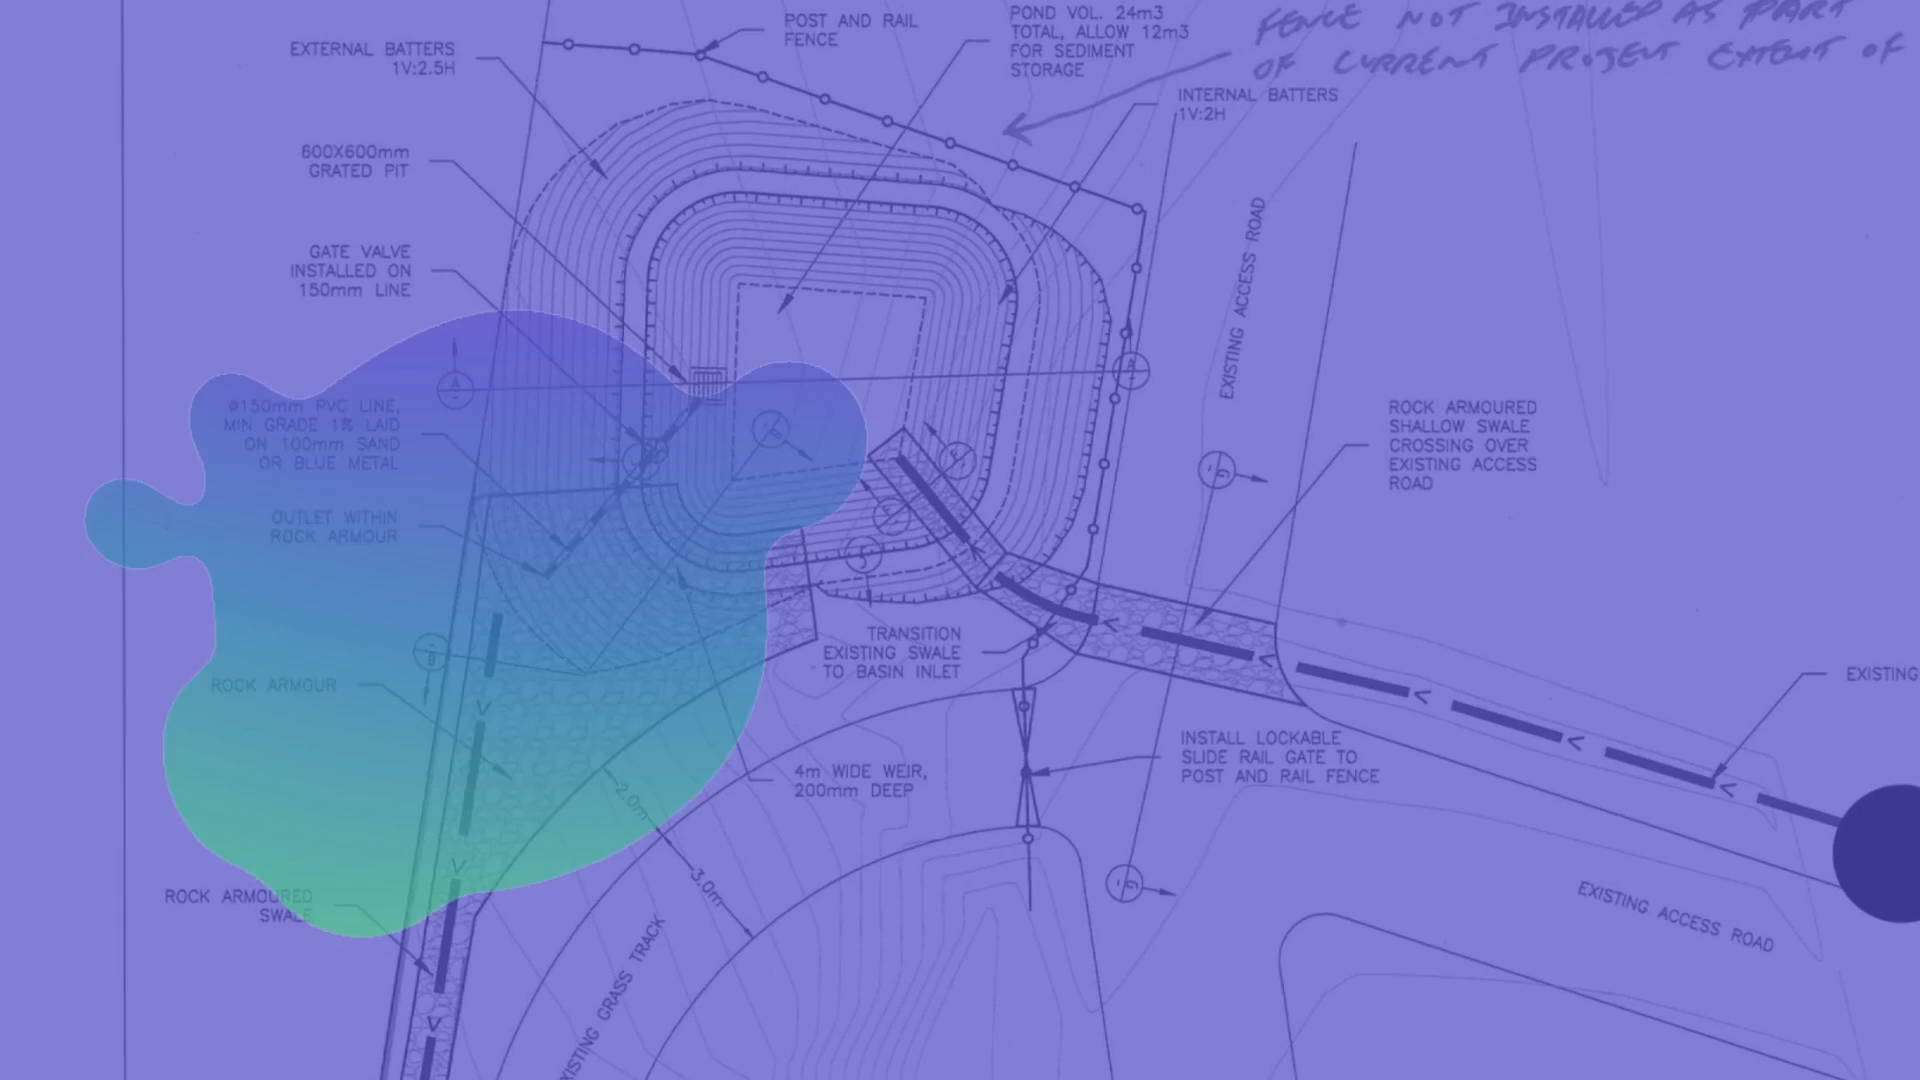 FENCE NOT INSTALLED AS PART
OF CURRENT PROJECT EXTENT OF
POST AND RAIL
FENCE
POND VOL. 24m3
TOTAL, ALLOW 12m3
FOR SEDIMENT
STORAGE
EXTERNAL BATTERS
1V:2.5H
INTERNAL BATTERS
1V:2H
600X600mm
GRATED PIT
GATE VALVE
INSTALLED ON
150mm LINE
EXISTING ACCESS ROAD
A
A
ø150mm PVC LINE,
MIN GRADE 1% LAID
ON 100mm SAND
OR BLUE METAL
ROCK ARMOURED
SHALLOW SWALE
CROSSING OVER
EXISTING ACCESS
ROAD
G
OUTLET WITHIN
ROCK ARMOUR
TRANSITION
EXISTING SWALE
TO BASIN INLET
B
ROCK ARMOUR
EXISTING
INSTALL LOCKABLE
SLIDE RAIL GATE TO
POST AND RAIL FENCE
4m WIDE WEIR,
200mm DEEP
2.0m
3.0m
G
ROCK ARMOURED
SWALE
EXISTING ACCESS ROAD
XISTING GRASS TRACK